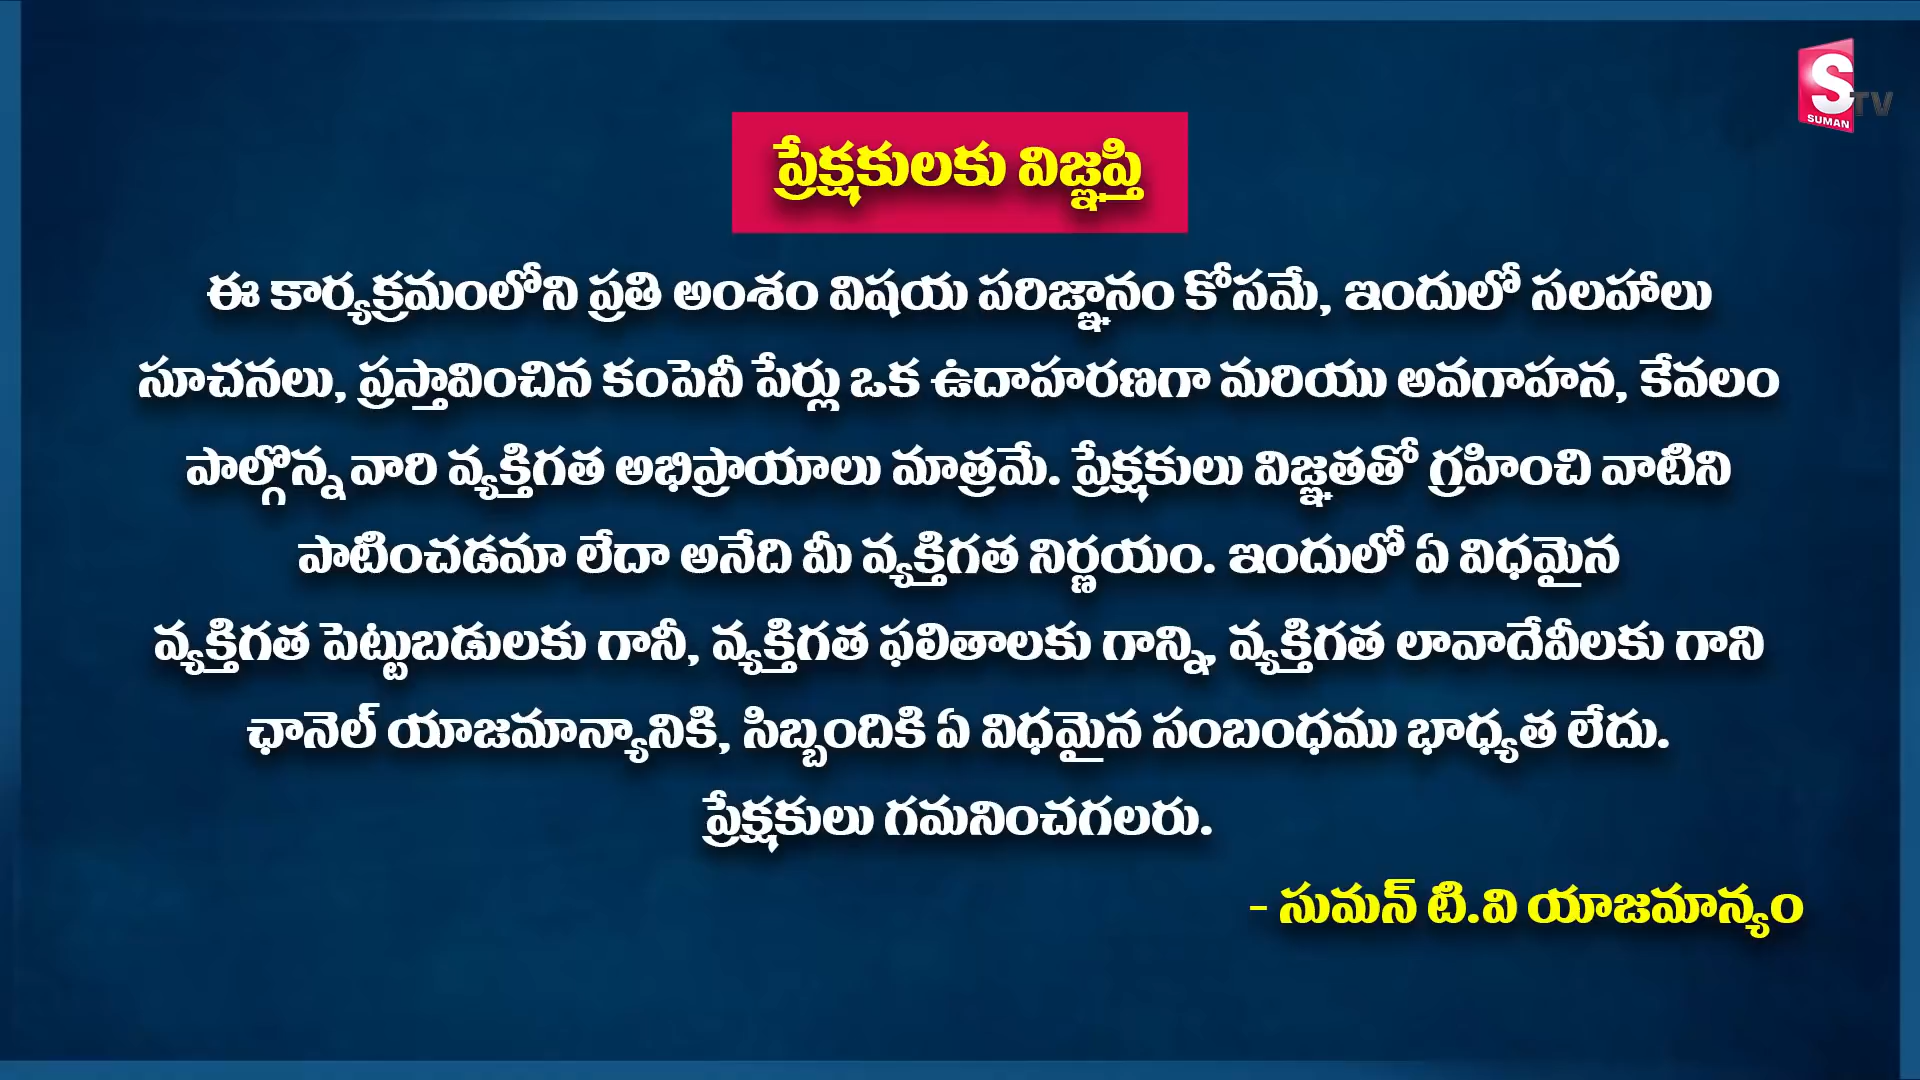 S
TV
SUMAN
ప్రేక్షకులకు విజ్ఞప్తి
ఈ కార్యక్రమంలోని ప్రతి అంశం విషయ పరిజ్ఞానం కోసమే, ఇందులో సలహాలు
సూచనలు, ప్రస్తావించిన కంపెనీ పేర్లు ఒక ఉదాహరణగా మరియు అవగాహన, కేవలం
పాల్గొన్న వారి వ్యక్తిగత అభిప్రాయాలు మాత్రమే. ప్రేక్షకులు విజ్ఞతతో గ్రహించి వాటిని
పాటించడమా లేదా అనేది మీ వ్యక్తిగత నిర్ణయం. ఇందులో ఏ విధమైన
వ్యక్తిగత పెట్టుబడులకు గానీ, వ్యక్తిగత ఫలితాలకు గాన్ని, వ్యక్తిగత లావాదేవీలకు గాని
ఛానెల్ యాజమాన్యానికి, సిబ్బందికి ఏ విధమైన సంబంధము భాధ్యత లేదు.
ప్రేక్షకులు గమనించగలరు.
- సుమన్ టి.వి యాజమాన్యం